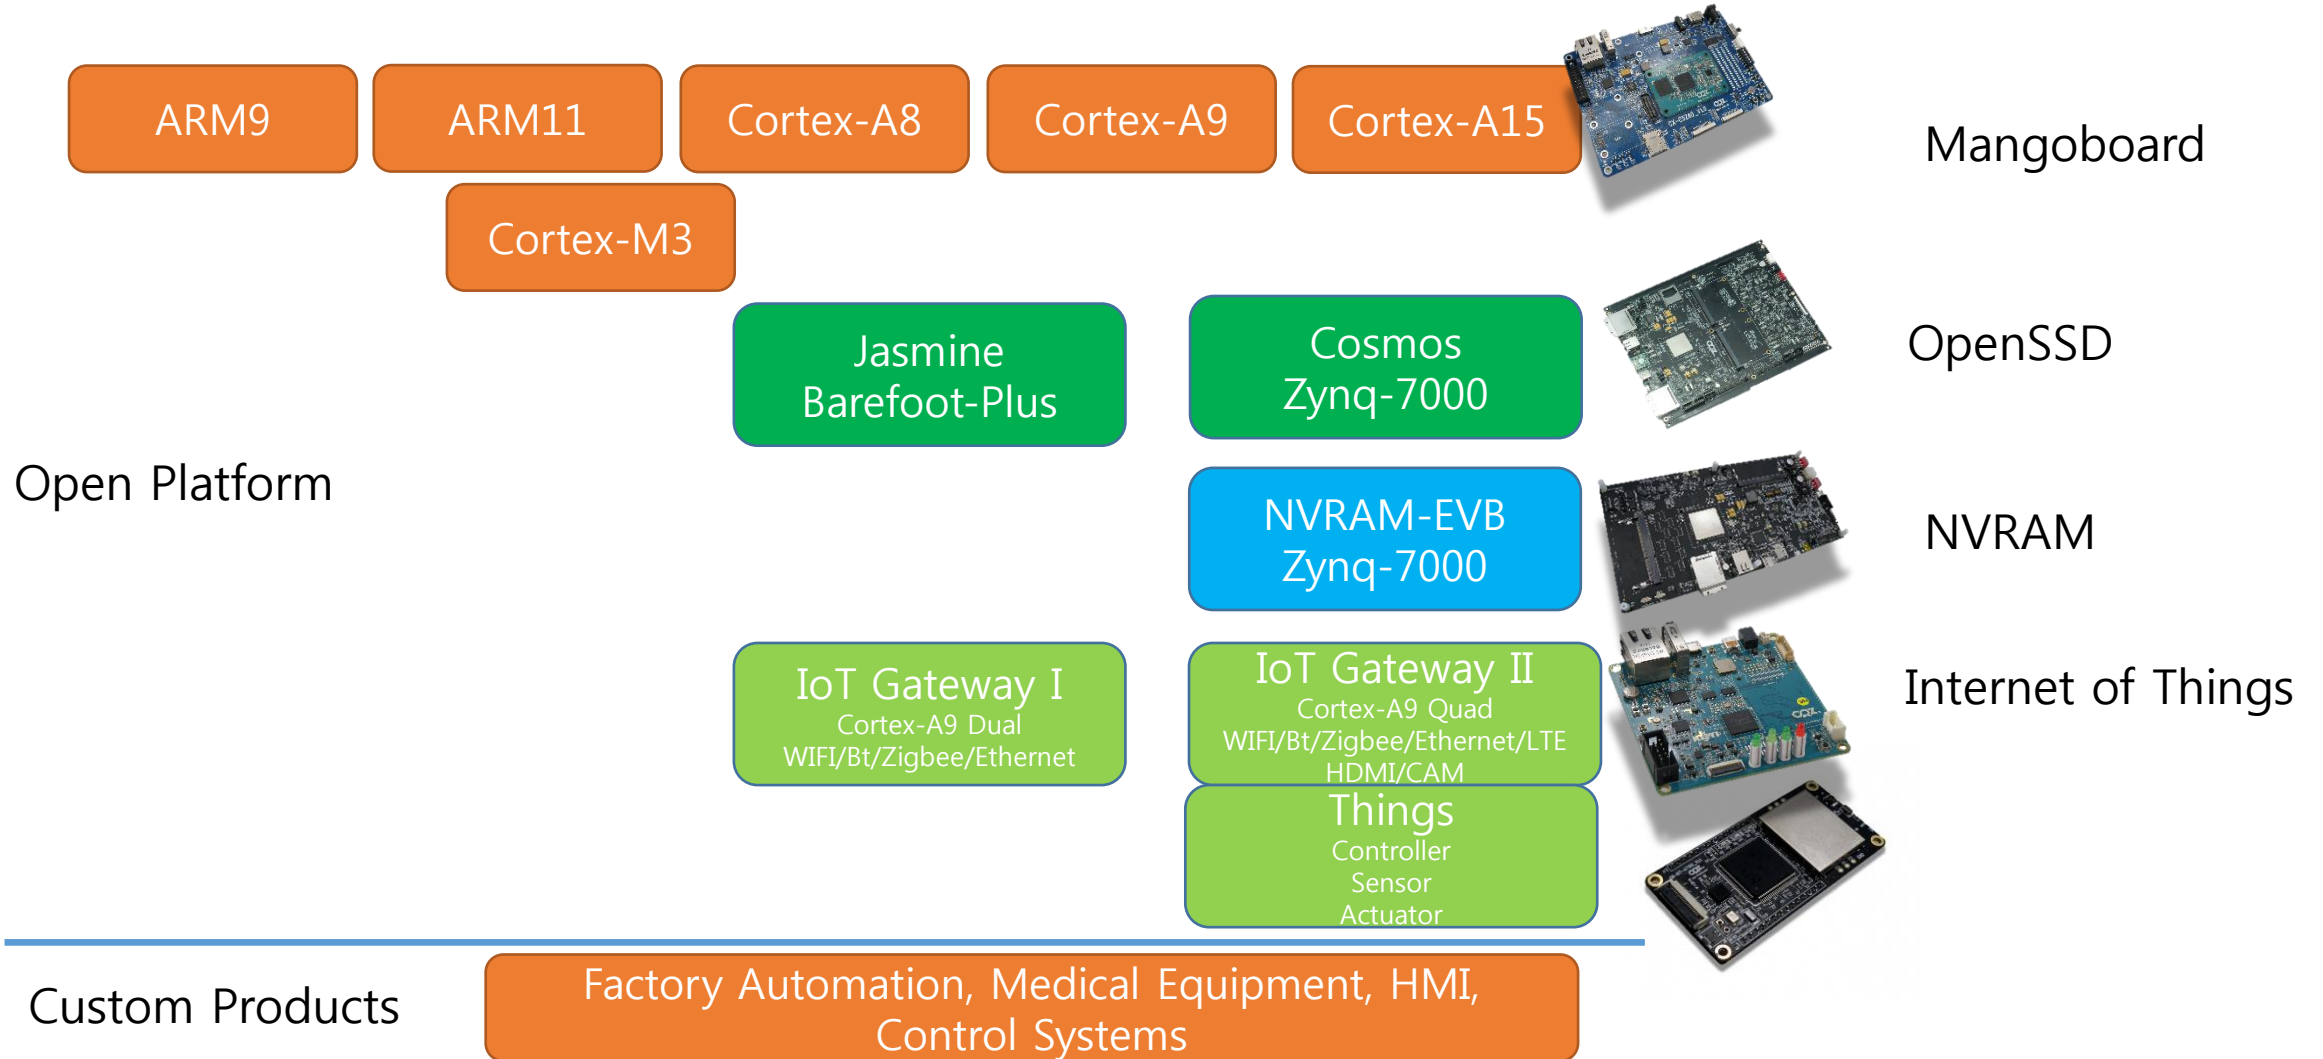 ARM9
ARM11
Cortex-A8
Cortex-A9
Cortex-A15
Mangoboard
Cortex-M3
Jasmine
Barefoot-Plus
Cosmos
Zynq-7000
OpenSSD
Open Platform
NVRAM-EVB
Zynq-7000
NVRAM
IoT Gateway I
Cortex-A9 Dual
WIFI/Bt/Zigbee/Ethernet
IoT Gateway II
Cortex-A9 Quad
WIFI/Bt/Zigbee/Ethernet/LTE
HDMI/CAM
Internet of Things
Things
Controller
Sensor
Actuator
Custom Products
Factory Automation, Medical Equipment, HMI,
Control Systems